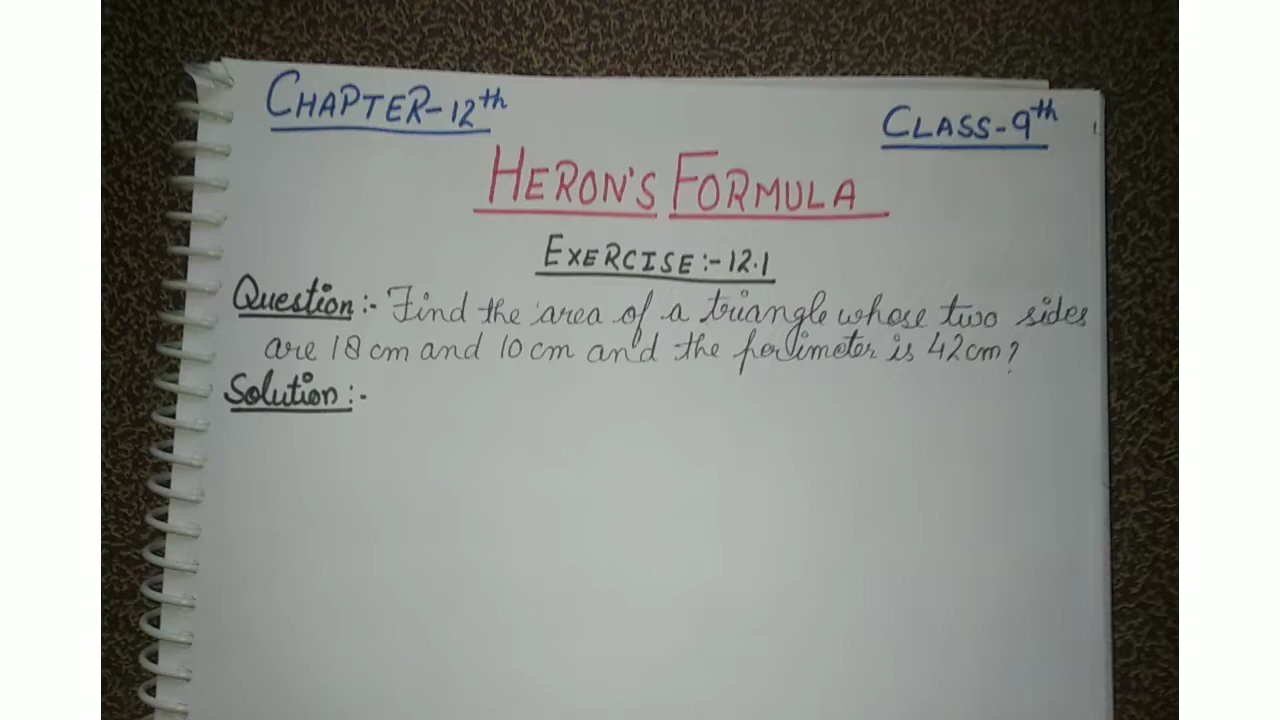 CHAPTER-12th
CLASS-9th
HERON'S FORMULA
EXERCISE:-12.1
Question:- Find the area of a triangle whose two sides
are 18 cm and 10 cm and the perimeter is 42 cm?
Solution:-